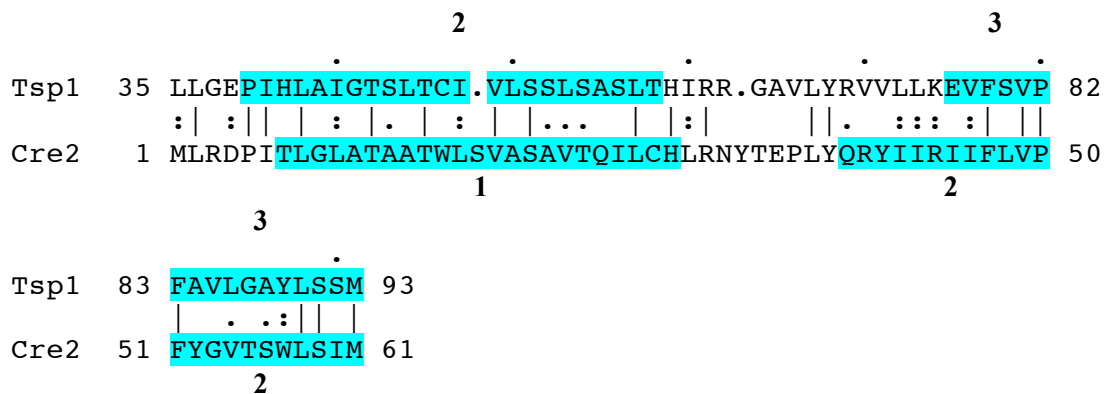 2 3
. . . . .
Tsp1 35 LLGEPIHLAIGTSLTCI.VLSSLSASLTHIRR.GAVLYRVVLLKEVFSVP 82
:| :|| | : |. | : | |... | |:| ||. ::: :| ||
Cre2 1 MLRDPITLGLATAATWLSVASAVTQILCHLRNYTEPLYQRYIIRIIFLVP 50
1 2
3
.
Tsp1 83 FAVLGAYLSSM 93
| . .:|| |
Cre2 51 FYGVTSWLSIM 61
2